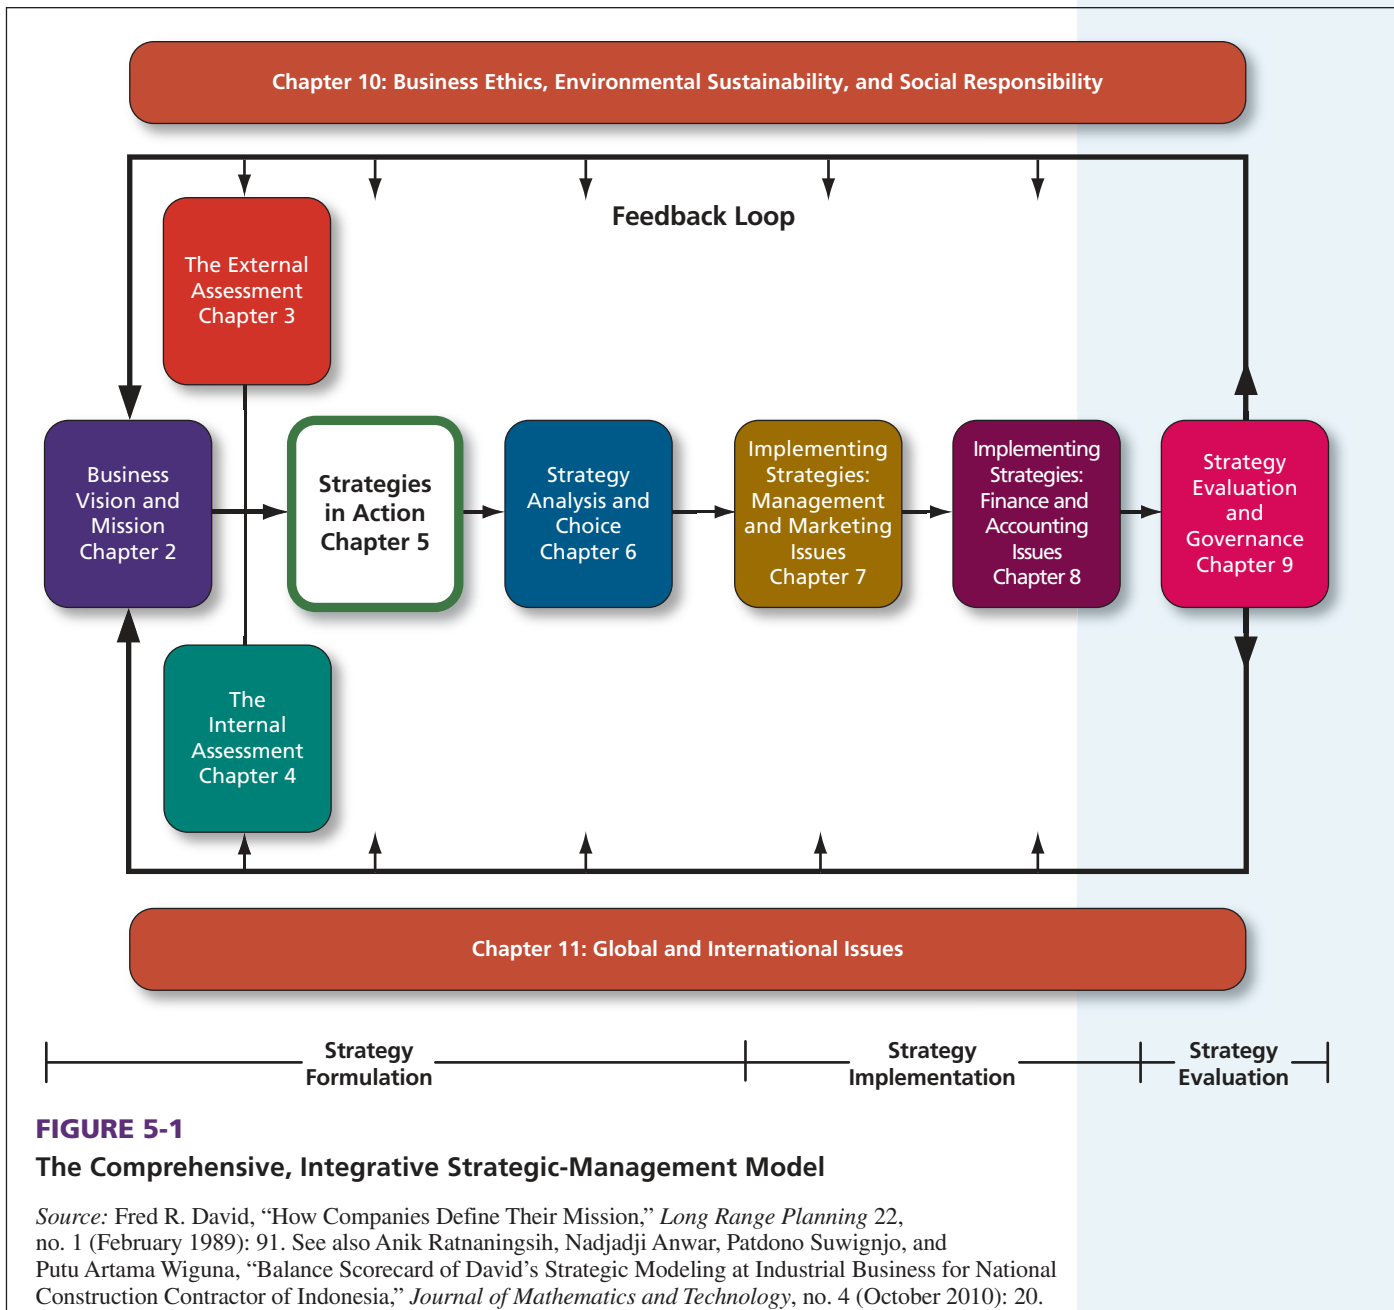 Chapter 10: Business Ethics, Environmental Sustainability, and Social Responsibility
Feedback Loop
The External
Assessment
Chapter 3
Business
Vision and
Mission
Chapter 2
Strategies
in Action
Chapter 5
Strategy
Analysis and
Choice
Chapter 6
Implementing
Strategies:
Management
and Marketing
Issues
Chapter 7
Implementing
Strategies:
Finance and
Accounting
Issues
Chapter 8
Strategy
Evaluation
and
Governance
Chapter 9
The
Internal
Assessment
Chapter 4
Chapter 11: Global and International Issues
Strategy
Formulation
Strategy
Implementation
Strategy
Evaluation
FIGURE 5-1
The Comprehensive, Integrative Strategic-Management Model
Source: Fred R. David, “How Companies Define Their Mission,” Long Range Planning 22,
no. 1 (February 1989): 91. See also Anik Ratnaningsih, Nadjadji Anwar, Patdono Suwignjo, and
Putu Artama Wiguna, “Balance Scorecard of David’s Strategic Modeling at Industrial Business for National
Construction Contractor of Indonesia,” Journal of Mathematics and Technology, no. 4 (October 2010): 20.